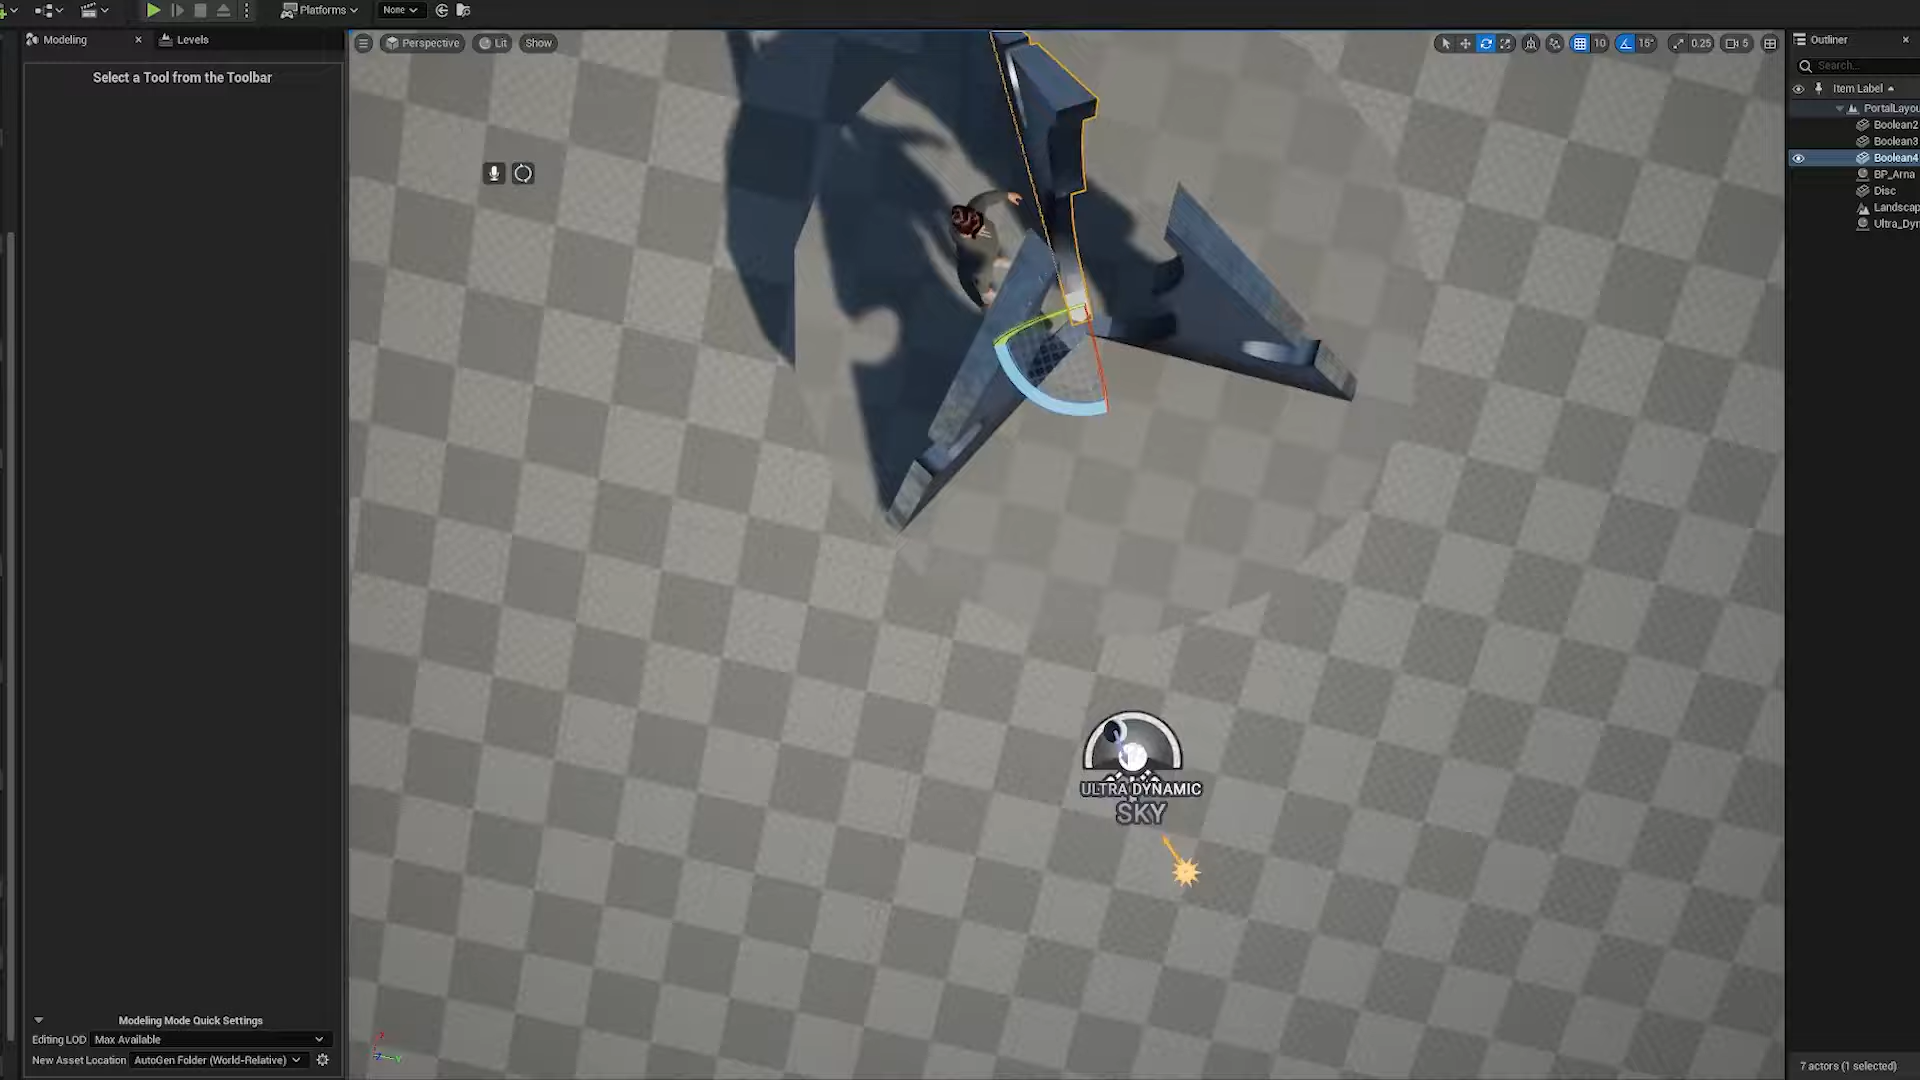 Platforms
None
Modeling
Levels
Select a Tool from the Toolbar
Perspective
Lit
Show
10
15°
0.25
5
Outliner
Search...
Item Label
PortalLayou
Boolean2
Boolean3
Boolean4
BP_Arna
Disc
Landscap
Ultra_Dyn
ULTRA DYNAMIC
SKY
Modeling Mode Quick Settings
Editing LOD Max Available
New Asset Location AutoGen Folder (World-Relative)
7 actors (1 selected)